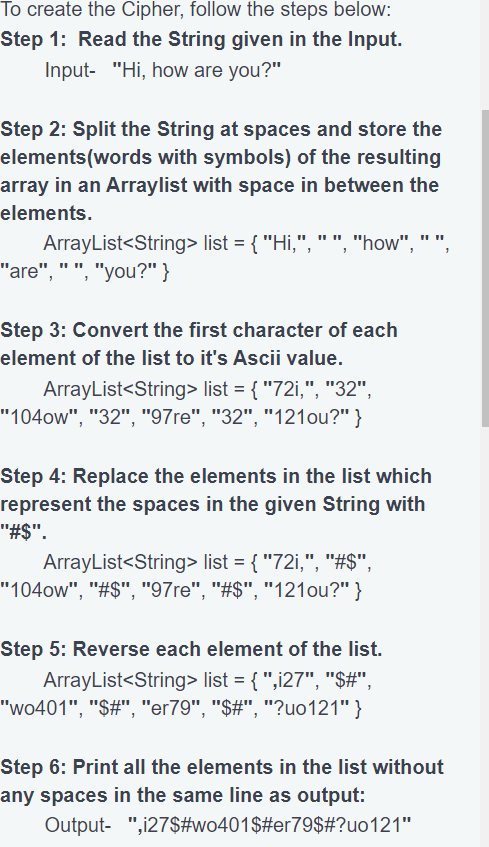 To create the Cipher, follow the steps below:
Step 1:  Read the String given in the Input.
Input-   "Hi, how are you?"
Step 2: Split the String at spaces and store the
elements(words with symbols) of the resulting
array in an Arraylist with space in between the
elements.
ArrayList<String> list = { "Hi,", " ", "how", " ",
"are", " ", "you?" }
Step 3: Convert the first character of each
element of the list to it's Ascii value.
ArrayList<String> list = { "72i,", "32",
"104ow", "32", "97re", "32", "121ou?" }
Step 4: Replace the elements in the list which
represent the spaces in the given String with
"#$".
ArrayList<String> list = { "72i,", "#$",
"104ow", "#$", "97re", "#$", "121ou?" }
Step 5: Reverse each element of the list.
ArrayList<String> list = { ",i27", "$#",
"wo401", "$#", "er79", "$#", "?uo121" }
Step 6: Print all the elements in the list without
any spaces in the same line as output:
Output-   ",i27$#wo401$#er79$#?uo121"